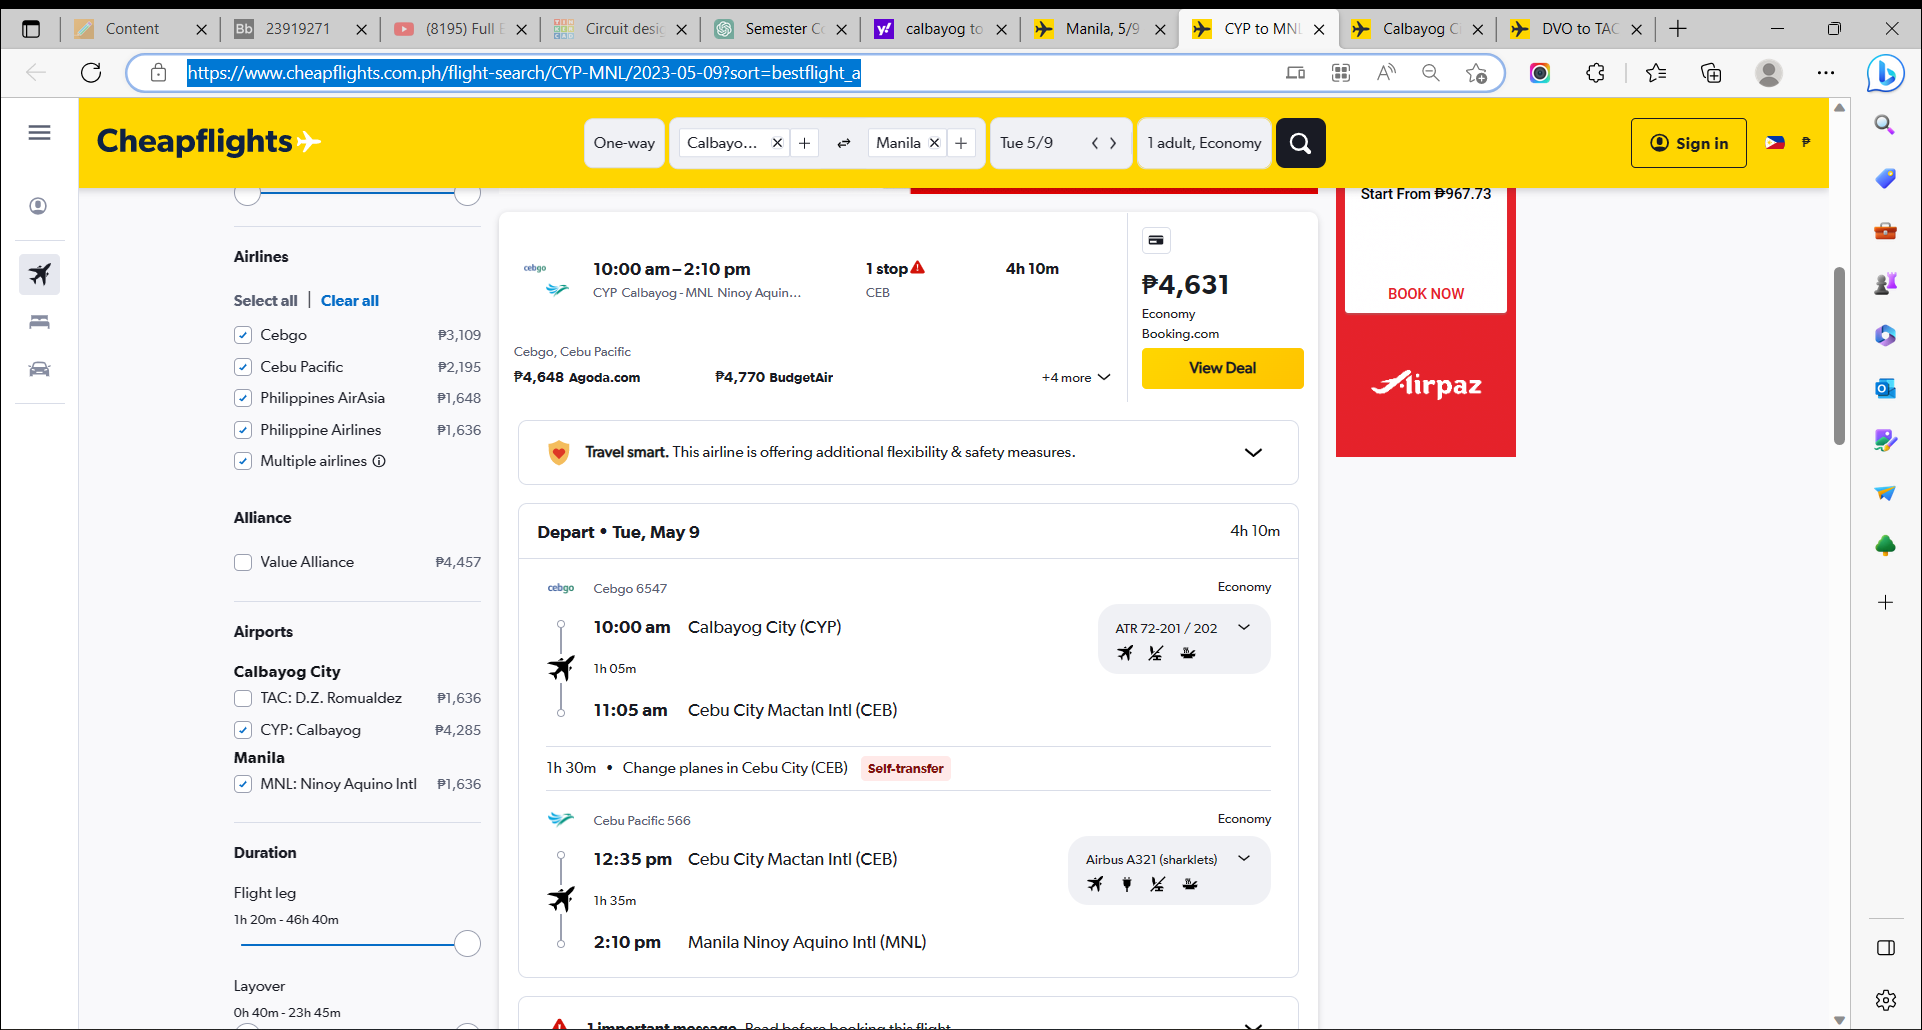 Content
23919271
(8195) Full E
Circuit desig
Semester Co
calbayog to
Manila, 5/9
CYP to MNL
Calbayog Ci
DVO to TAC
https://www.cheapflights.com.ph/flight-search/CYP-MNL/2023-05-09?sort=bestflight_a
Cheapflights
One-way
Calbayo...
Manila
Tue 5/9
1 adult, Economy
Sign in
₱
Airlines
Select all | Clear all
Cebgo ₱3,109
Cebu Pacific ₱2,195
Philippines AirAsia ₱1,648
Philippine Airlines ₱1,636
Multiple airlines
Alliance
Value Alliance ₱4,457
Airports
Calbayog City
TAC: D.Z. Romualdez ₱1,636
CYP: Calbayog ₱4,285
Manila
MNL: Ninoy Aquino Intl ₱1,636
Duration
Flight leg
1h 20m - 46h 40m
Layover
0h 40m - 23h 45m
cebgo
10:00 am – 2:10 pm
CYP Calbayog - MNL Ninoy Aquin...
1 stop
CEB
4h 10m
Cebgo, Cebu Pacific
₱4,648 Agoda.com
₱4,770 BudgetAir
+4 more
₱4,631
Economy
Booking.com
View Deal
Travel smart. This airline is offering additional flexibility & safety measures.
Depart • Tue, May 9
4h 10m
cebgo
Cebgo 6547
Economy
10:00 am Calbayog City (CYP)
ATR 72-201 / 202
1h 05m
11:05 am Cebu City Mactan Intl (CEB)
1h 30m • Change planes in Cebu City (CEB) Self-transfer
Cebu Pacific 566
Economy
12:35 pm Cebu City Mactan Intl (CEB)
Airbus A321 (sharklets)
1h 35m
2:10 pm Manila Ninoy Aquino Intl (MNL)
1 important message. Read before booking this flight.
Start From ₱967.73
BOOK NOW
Airpaz